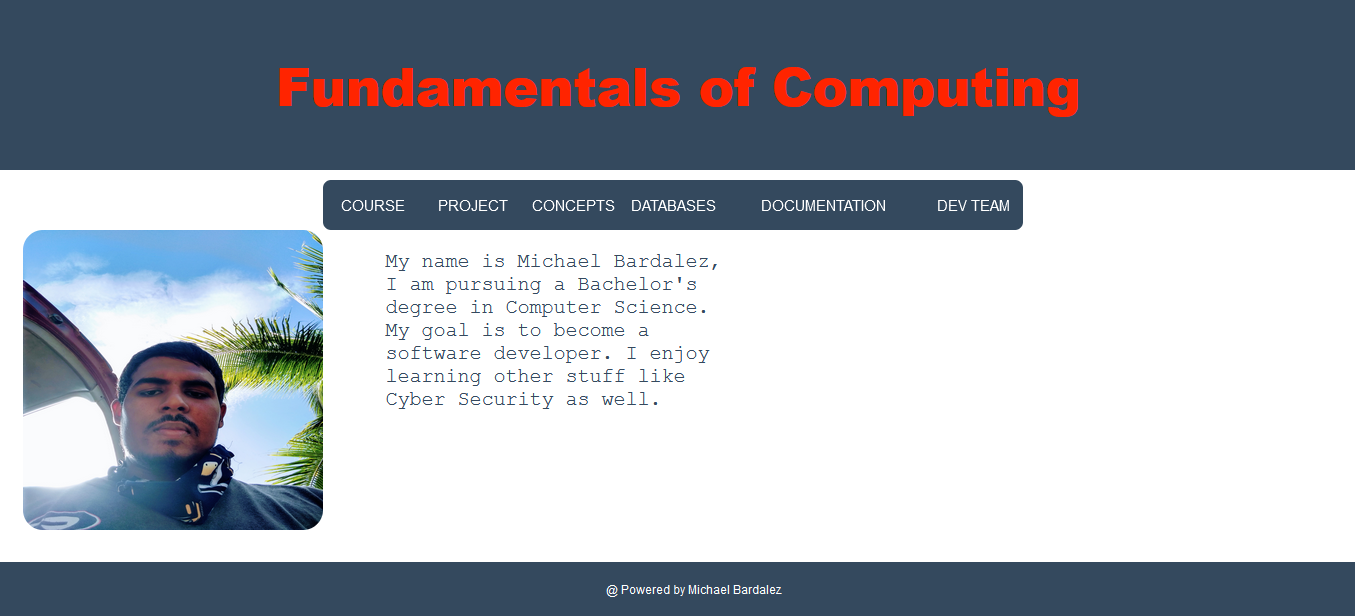 Fundamentals of Computing
COURSE PROJECT CONCEPTS DATABASES DOCUMENTATION DEV TEAM
My name is Michael Bardalez,
I am pursuing a Bachelor's
degree in Computer Science.
My goal is to become a
software developer. I enjoy
learning other stuff like
Cyber Security as well.
@ Powered by Michael Bardalez